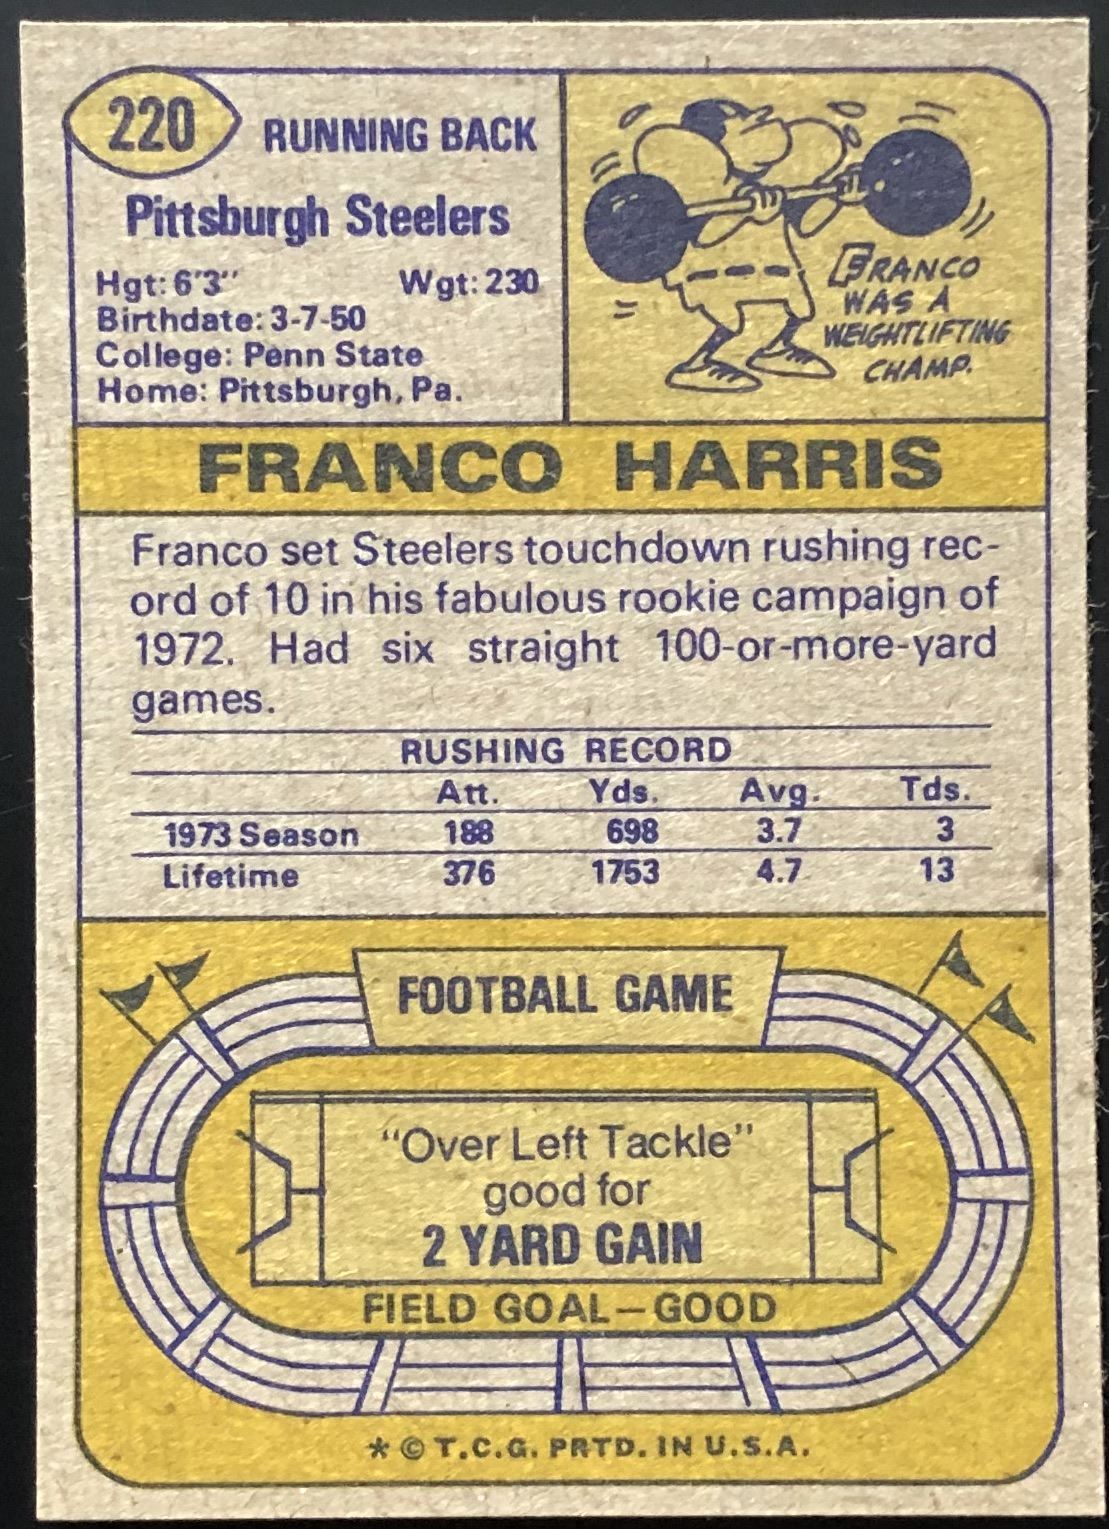 220
RUNNING BACK
Pittsburgh Steelers
Hgt: 6'3" Wgt: 230
Birthdate: 3-7-50
College: Penn State
Home: Pittsburgh, Pa.
FRANCO
WAS A
WEIGHTLIFTING
CHAMP.
FRANCO HARRIS
Franco set Steelers touchdown rushing rec-
ord of 10 in his fabulous rookie campaign of
1972. Had six straight 100-or-more-yard
games.
RUSHING RECORD
Att. Yds. Avg. Tds.
1973 Season 188 698 3.7 3
Lifetime 376 1753 4.7 13
FOOTBALL GAME
"Over Left Tackle"
good for
2 YARD GAIN
FIELD GOAL—GOOD
* © T.C.G. PRTD. IN U.S.A.